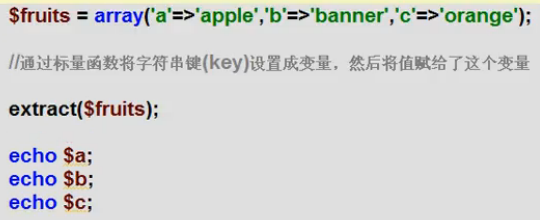 $fruits = array('a'=>'apple','b'=>'banner','c'=>'orange');
//通过标量函数将字符串键(key)设置成变量，然后将值赋给了这个变量
extract($fruits);
echo $a;
echo $b;
echo $c;